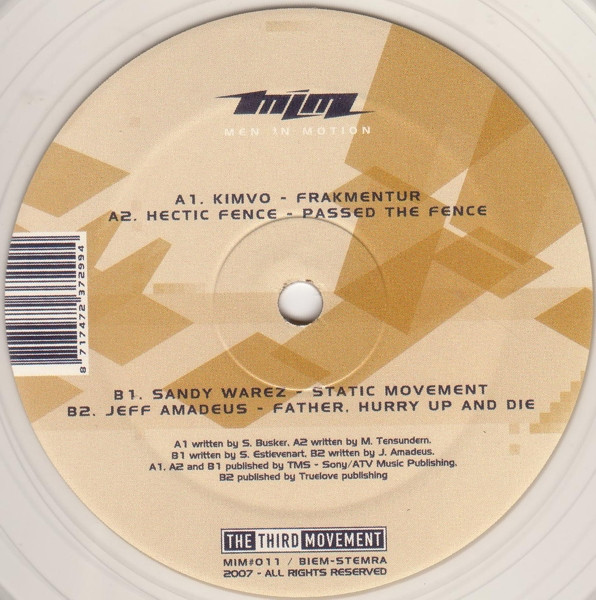 MIM
MEN IN MOTION
A1. KIMVO - FRAKMENTUR
A2. HECTIC FENCE - PASSED THE FENCE
8 717472 372994
B1. SANDY WAREZ - STATIC MOVEMENT
B2. JEFF AMADEUS - FATHER, HURRY UP AND DIE
A1 written by S. Busker, A2 written by M. Tensundern.
B1 written by S. Estievenart, B2 written by J. Amadeus.
A1, A2 and B1 published by TMS - Sony/ATV Music Publishing.
B2 published by Truelove publishing
THE THIRD MOVEMENT
MIM#011 / BIEM-STEMRA
2007 - ALL RIGHTS RESERVED